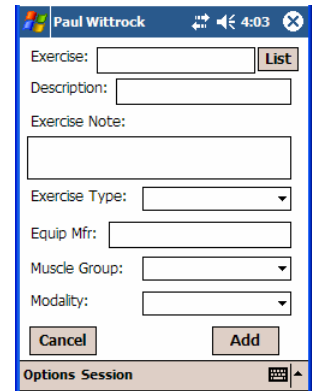 Paul Wittrock 4:03
Exercise: List
Description:
Exercise Note:
Exercise Type:
Equip Mfr:
Muscle Group:
Modality:
Cancel Add
Options Session